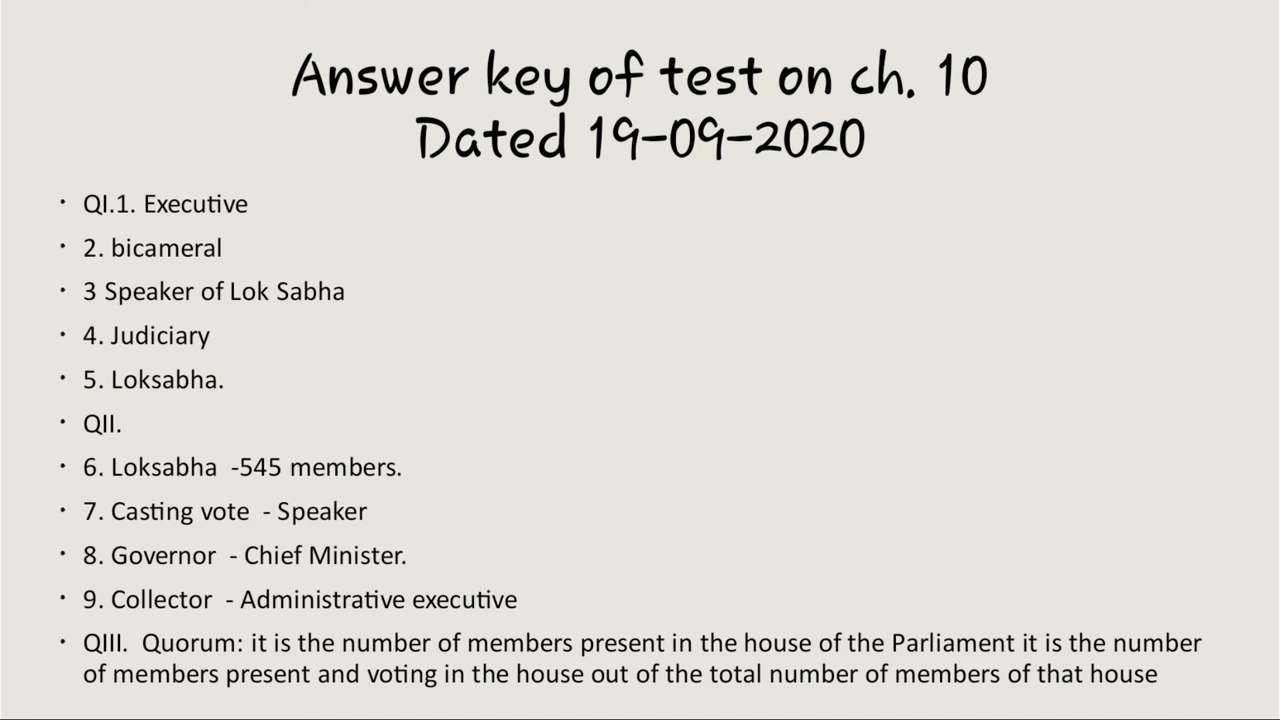 Answer key of test on ch. 10
Dated 19-09-2020
• QI.1. Executive
• 2. bicameral
• 3 Speaker of Lok Sabha
• 4. Judiciary
• 5. Loksabha.
• QII.
• 6. Loksabha -545 members.
• 7. Casting vote - Speaker
• 8. Governor - Chief Minister.
• 9. Collector - Administrative executive
• QIII. Quorum: it is the number of members present in the house of the Parliament it is the number
of members present and voting in the house out of the total number of members of that house